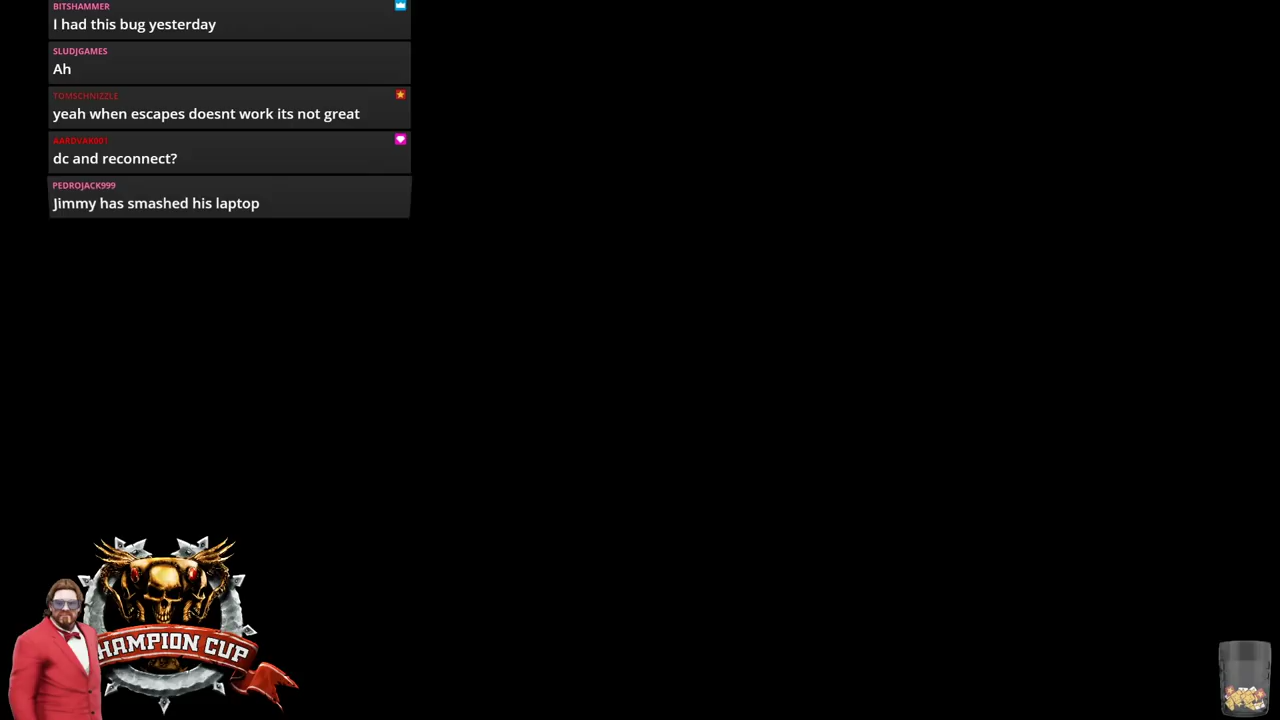 BITSHAMMER
I had this bug yesterday
SLUDJGAMES
Ah
TOMSCHNIZZLE
yeah when escapes doesnt work its not great
AARDVAK001
dc and reconnect?
PEDROJACK999
Jimmy has smashed his laptop
HAMPION CUP